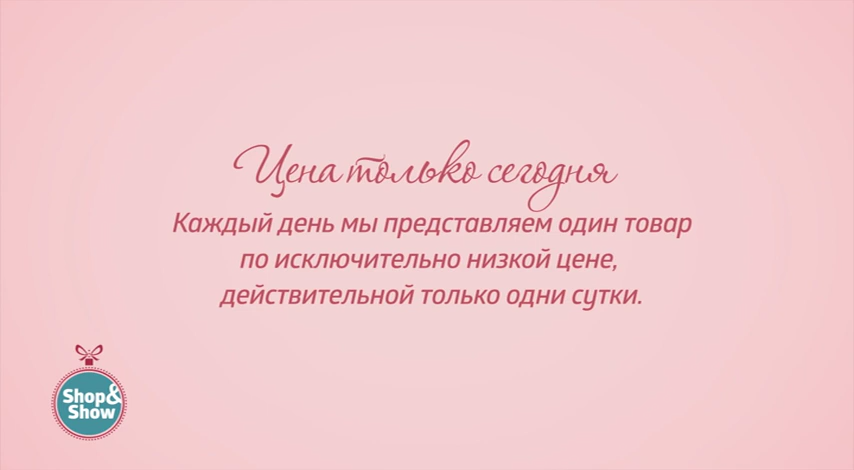 Цена только сегодня
Каждый день мы представляем один товар
по исключительно низкой цене,
действительной только одни сутки.
Shop&
Show